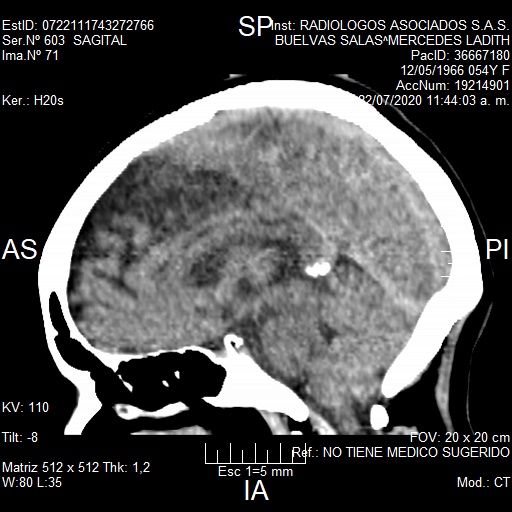 EstID: 0722111743272766
Ser.Nº 603 SAGITAL
Ima.Nº 71
Ker.: H20s
SP
Inst: RADIOLOGOS ASOCIADOS S.A.S.
BUELVAS SALAS^MERCEDES LADITH
PacID: 36667180
12/05/1966 054Y F
AccNum: 19214901
22/07/2020 11:44:03 a. m.
AS
PI
KV: 110
Tilt: -8
Matriz 512 x 512 Thk: 1,2
W:80 L:35
Esc 1=5 mm
IA
FOV: 20 x 20 cm
Ref.: NO TIENE MEDICO SUGERIDO
Mod.: CT